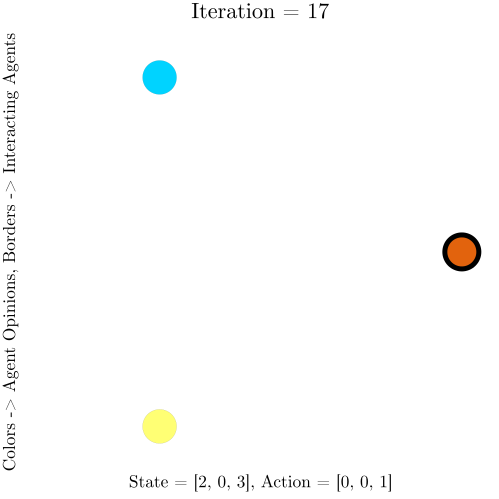 Iteration = 17
Colors -> Agent Opinions, Borders -> Interacting Agents
State = [2, 0, 3], Action = [0, 0, 1]